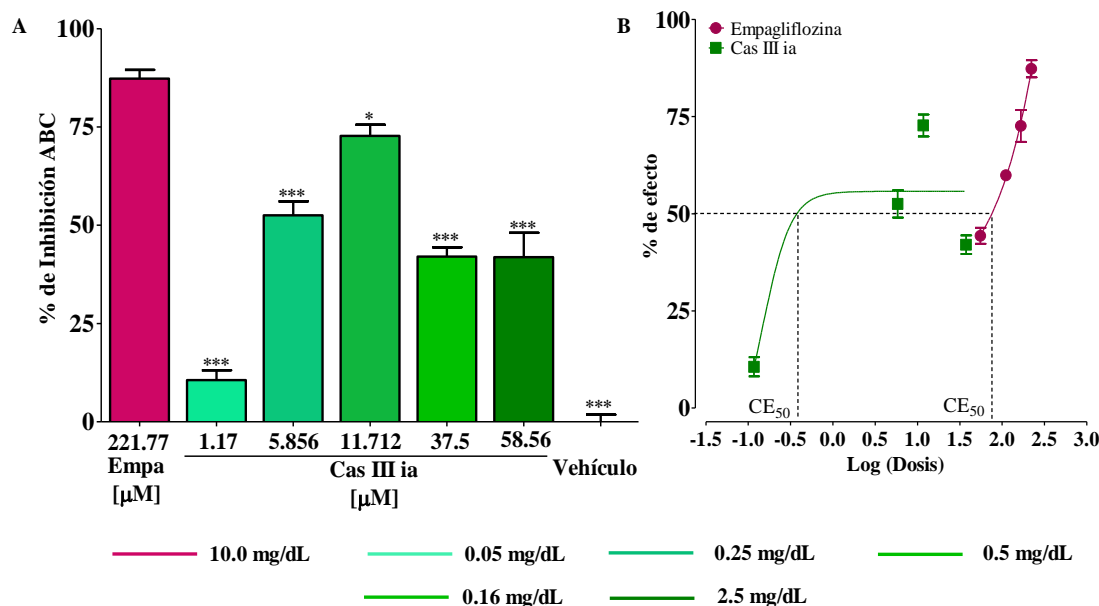 A
% de Inhibición ABC
100
75
50
25
0
***
***
*
***
***
***
221.77
1.17
5.856
11.712
37.5
58.56
Empa
[µM]
Cas III ia
[µM]
Vehículo
B
Empagliflozina
Cas III ia
% de efecto
100
75
50
25
0
CE50
CE50
-1.5
-1.0
-0.5
0.0
0.5
1.0
1.5
2.0
2.5
3.0
Log (Dosis)
10.0 mg/dL
0.05 mg/dL
0.25 mg/dL
0.5 mg/dL
0.16 mg/dL
2.5 mg/dL